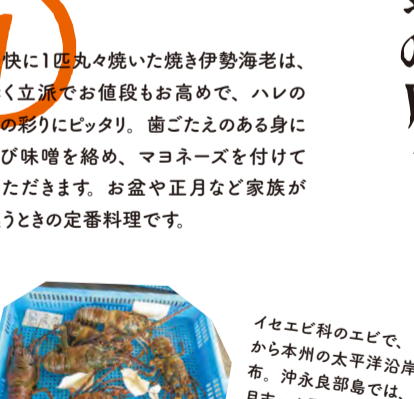 快に1匹丸々焼いた焼き伊勢海老は、
く立派でお値段もお高めで、ハレの
の彩りにピッタリ。歯ごたえのある身に
び味噌を絡め、マヨネーズを付けて
ただきます。お盆や正月など家族が
うときの定番料理です。
の
イセエビ科のエビで、
から本州の太平洋沿岸
布。沖永良部島では、